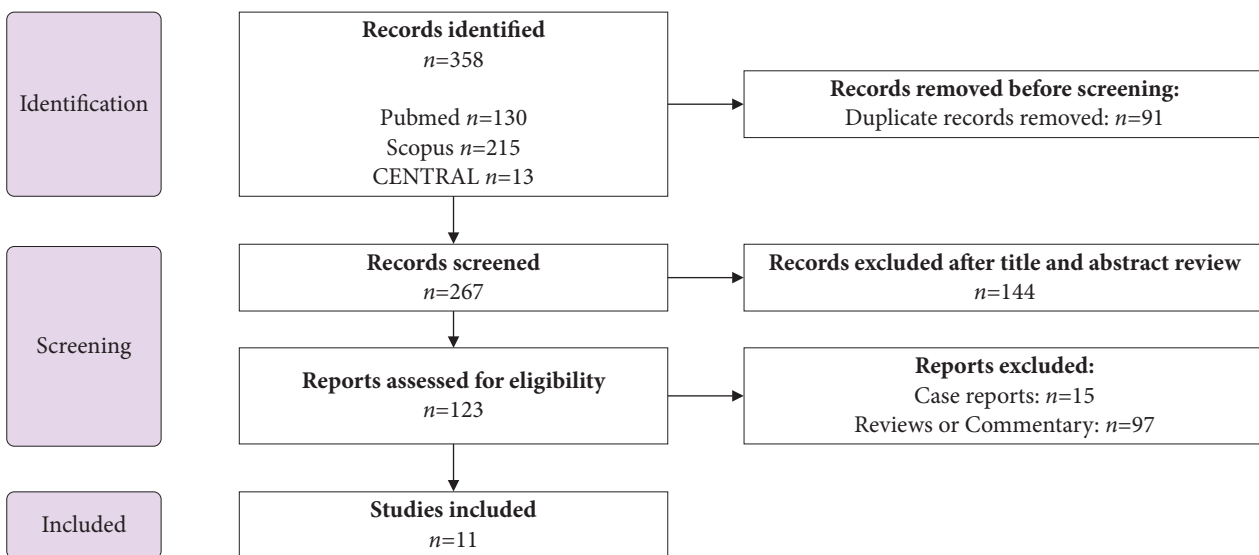 Identification
Records identified
n=358
Pubmed n=130
Scopus n=215
CENTRAL n=13
Records removed before screening:
Duplicate records removed: n=91
Screening
Records screened
n=267
Records excluded after title and abstract review
n=144
Reports assessed for eligibility
n=123
Reports excluded:
Case reports: n=15
Reviews or Commentary: n=97
Included
Studies included
n=11